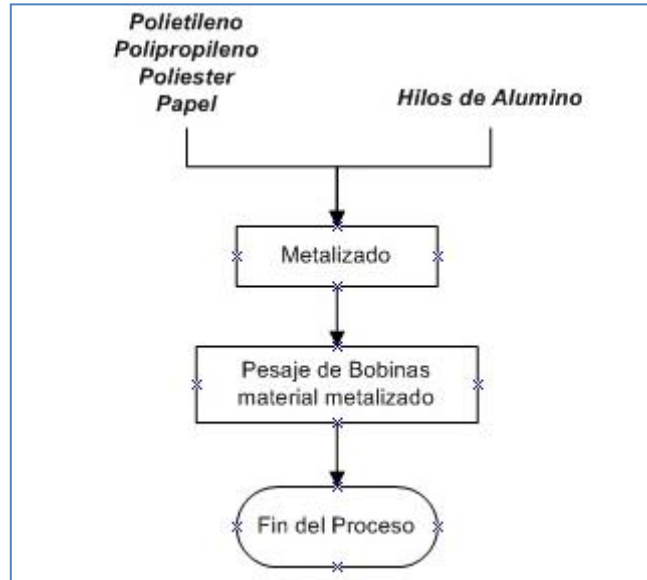 Polietileno
Polipropileno
Poliester
Papel
Hilos de Alumino
Metalizado
Pesaje de Bobinas
material metalizado
Fin del Proceso